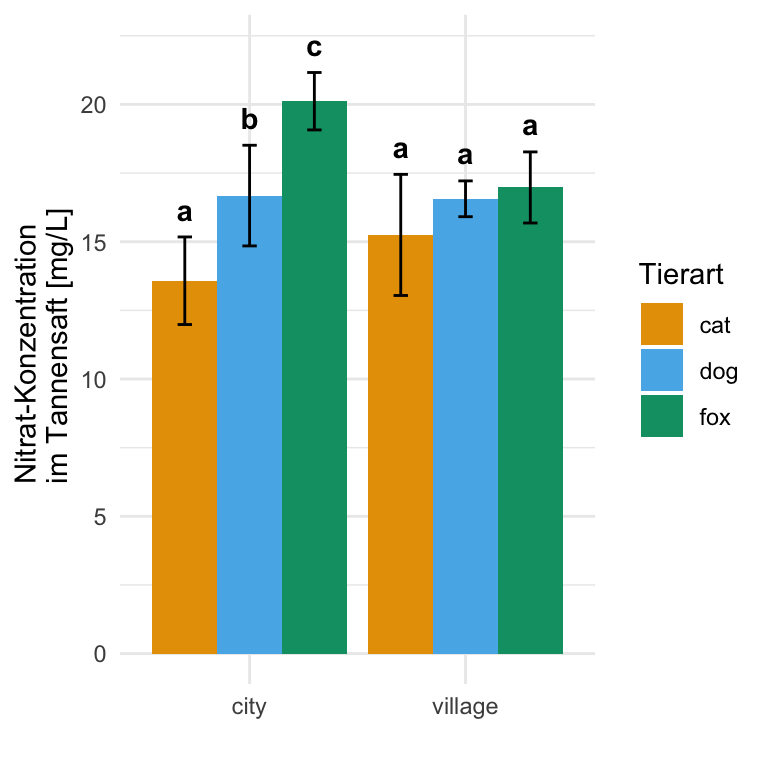 c
b
a
a
a
a
20
15
10
5
0
Nitrat-Konzentration
im Tannensaft [mg/L]
city
village
Tierart
cat
dog
fox